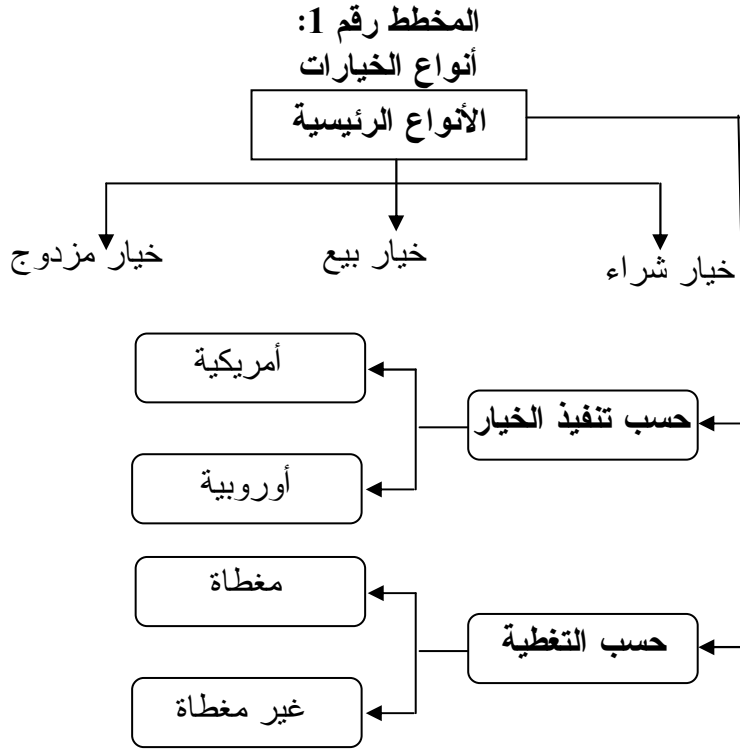 المخطط رقم 1:
أنواع الخيارات
الأنواع الرئيسية
خيار شراء
خيار بيع
خيار مزدوج
حسب تنفيذ الخيار
أمريكية
أوروبية
حسب التغطية
مغطاة
غير مغطاة